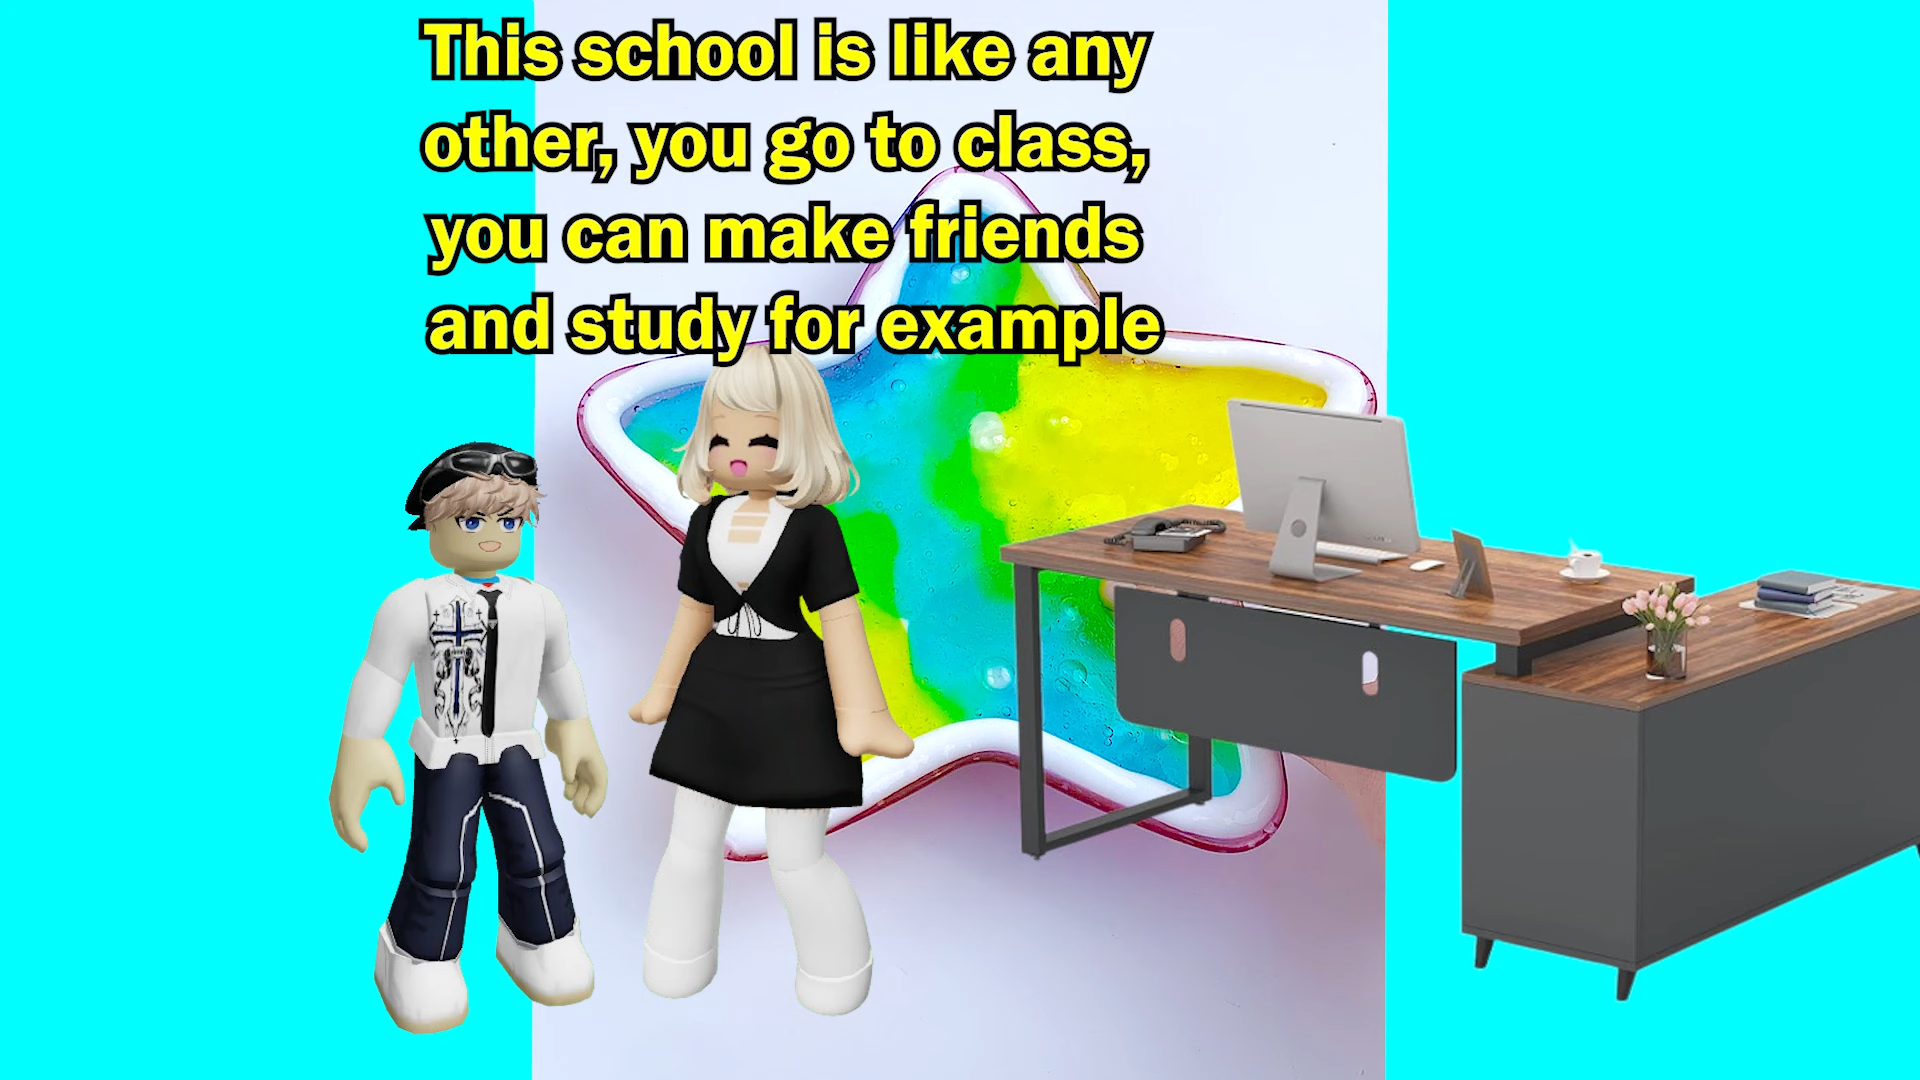 This school is like any
other, you go to class,
you can make friends
and study for example